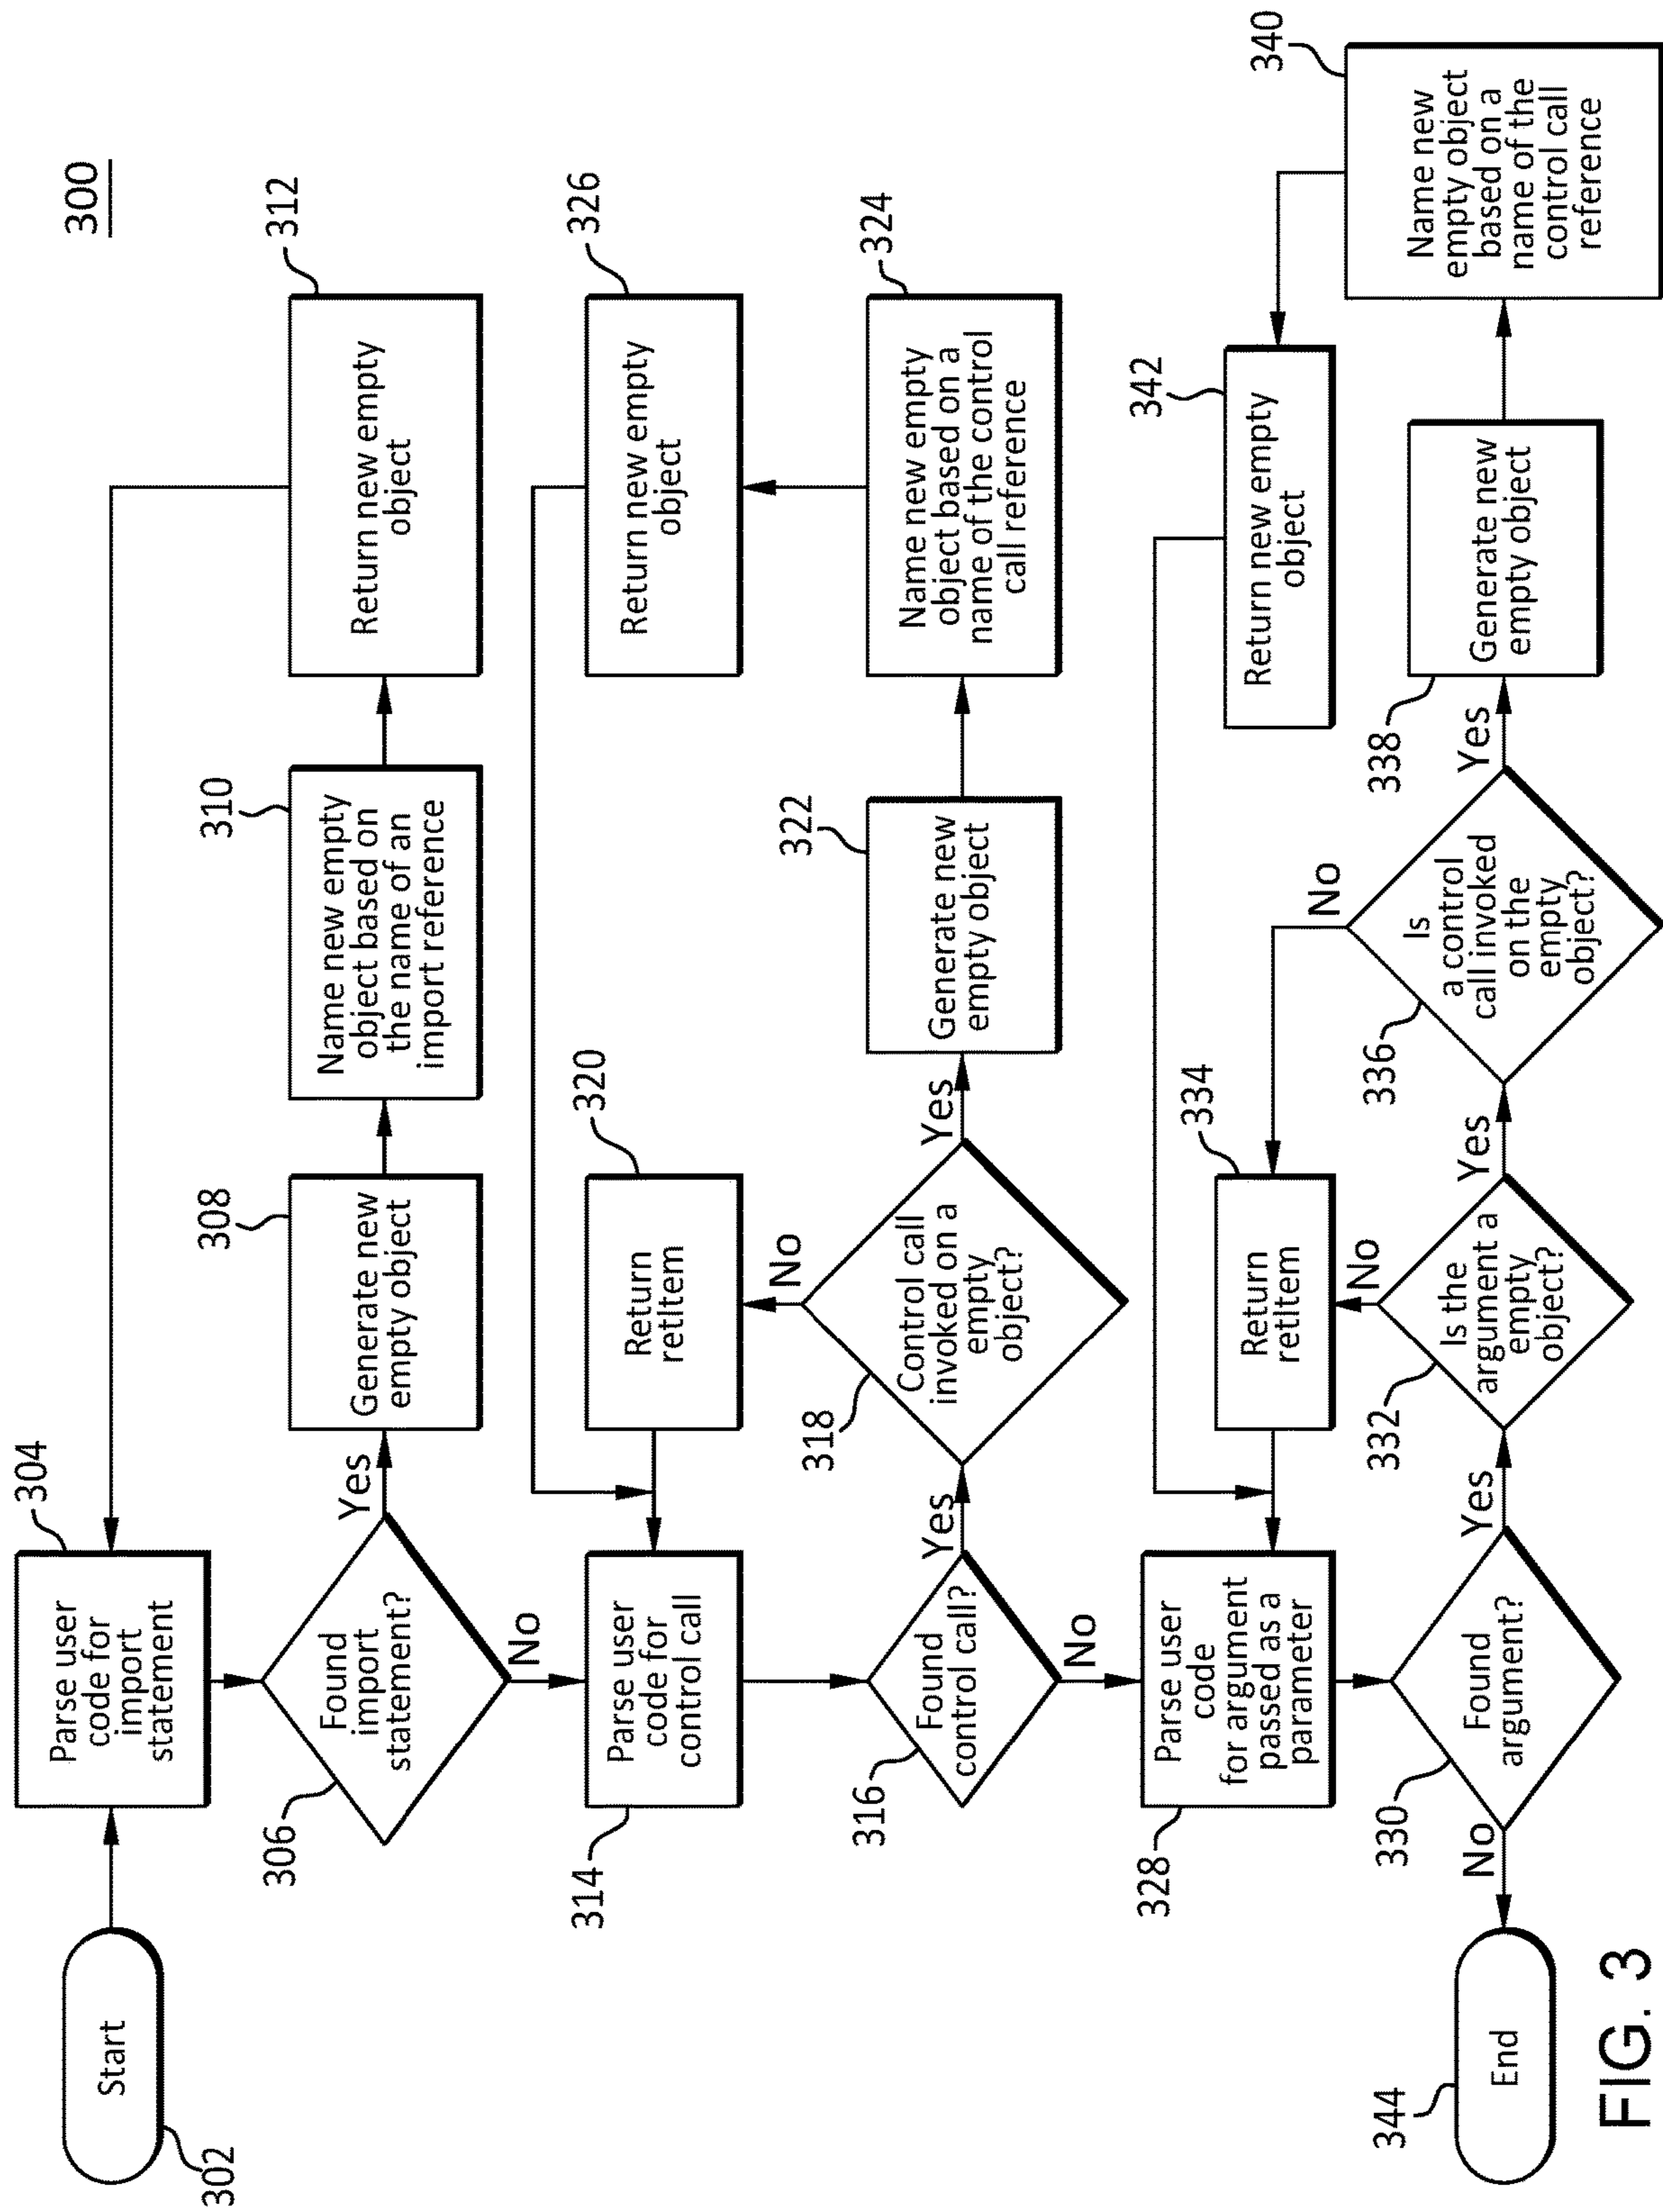 300
Start
302
Parse user
code for
import
statement
304
Found
import
statement?
306
Yes
No
Generate new
empty object
308
Name new empty
object based on
the name of an
import reference
310
Return new empty
object
312
Parse user
code for
control call
314
Found
control call?
316
Yes
No
Control call
invoked on a
empty
object?
318
No
Yes
Return
retItem
320
Generate new
empty object
322
Name new empty
object based on a
name of the control
call reference
324
Return new empty
object
326
Parse user
code
for argument
passed as a
parameter
328
Found
argument?
330
No
Yes
Is the
argument a
empty
object?
332
No
Yes
Return
retItem
334
Is
a control
call invoked
on the
empty
object?
336
No
Yes
Generate new
empty object
338
Name new
empty object
based on a
name of the
control call
reference
340
Return new empty
object
342
End
344
FIG. 3